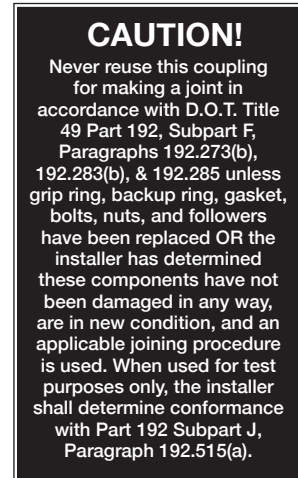 CAUTION!
Never reuse this coupling
for making a joint in
accordance with D.O.T. Title
49 Part 192, Subpart F,
Paragraphs 192.273(b),
192.283(b), & 192.285 unless
grip ring, backup ring, gasket,
bolts, nuts, and followers
have been replaced OR the
installer has determined
these components have not
been damaged in any way,
are in new condition, and an
applicable joining procedure
is used. When used for test
purposes only, the installer
shall determine conformance
with Part 192 Subpart J,
Paragraph 192.515(a).